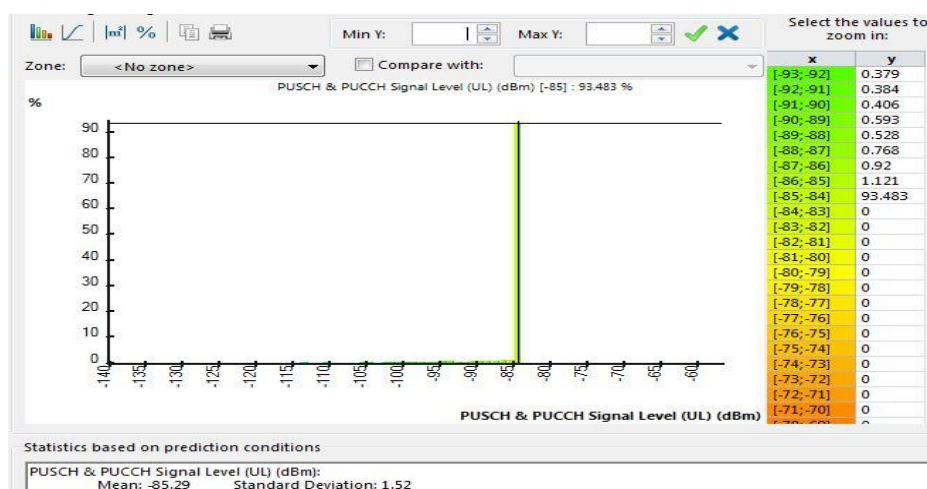 Min Y:
Max Y:
Select the values to
zoom in:
|m²| %
Zone:
<No zone>
Compare with:
x y
PUSCH & PUCCH Signal Level (UL) (dBm) [-85] : 93.483 %
%
90
80
70
60
50
40
30
20
10
0
-140 -135 -130 -125 -120 -115 -110 -105 -100 -95 -90 -85 -80 -75 -70 -65 -60
PUSCH & PUCCH Signal Level (UL) (dBm)
[-93;-92] 0.379
[-92;-91] 0.384
[-91;-90] 0.406
[-90;-89] 0.593
[-89;-88] 0.528
[-88;-87] 0.768
[-87;-86] 0.92
[-86;-85] 1.121
[-85;-84] 93.483
[-84;-83] 0
[-83;-82] 0
[-82;-81] 0
[-81;-80] 0
[-80;-79] 0
[-79;-78] 0
[-78;-77] 0
[-77;-76] 0
[-76;-75] 0
[-75;-74] 0
[-74;-73] 0
[-73;-72] 0
[-72;-71] 0
[-71;-70] 0
Statistics based on prediction conditions
PUSCH & PUCCH Signal Level (UL) (dBm):
Mean: -85.29 Standard Deviation: 1.52